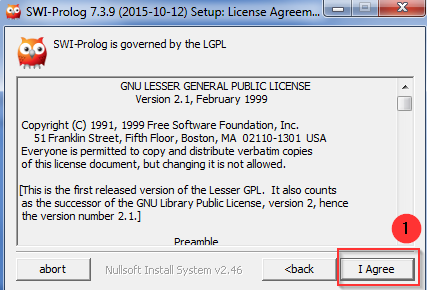 SWI-Prolog 7.3.9 (2015-10-12) Setup: License Agreem...
SWI-Prolog is governed by the LGPL
GNU LESSER GENERAL PUBLIC LICENSE
Version 2.1, February 1999
Copyright (C) 1991, 1999 Free Software Foundation, Inc.
51 Franklin Street, Fifth Floor, Boston, MA 02110-1301 USA
Everyone is permitted to copy and distribute verbatim copies
of this license document, but changing it is not allowed.
[This is the first released version of the Lesser GPL. It also counts
as the successor of the GNU Library Public License, version 2, hence
the version number 2.1.]
Preamble
1
abort
Nullsoft Install System v2.46
<back
I Agree